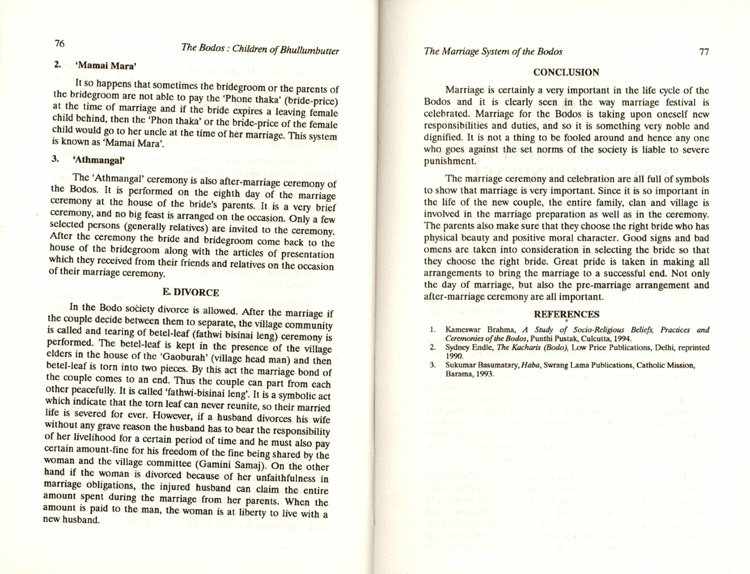 76
The Bodos : Children of Bhullumbutter
2. 'Mamai Mara'
It so happens that sometimes the bridegroom or the parents of
the bridegroom are not able to pay the 'Phone thaka' (bride-price)
at the time of marriage and if the bride expires a leaving female
child behind, then the 'Phon thaka' or the bride-price of the female
child would go to her uncle at the time of her marriage. This system
is known as 'Mamai Mara'.
3. 'Athmangal'
The 'Athmangal' ceremony is also after-marriage ceremony of
the Bodos. It is performed on the eighth day of the marriage
ceremony at the house of the bride's parents. It is a very brief
ceremony, and no big feast is arranged on the occasion. Only a few
selected persons (generally relatives) are invited to the ceremony.
After the ceremony the bride and bridegroom come back to the
house of the bridegroom along with the articles of presentation
which they received from their friends and relatives on the occasion
of their marriage ceremony.
E. DIVORCE
In the Bodo society divorce is allowed. After the marriage if
the couple decide between them to separate, the village community
is called and tearing of betel-leaf (fathwi bisinai leng) ceremony is
performed. The betel-leaf is kept in the presence of the village
elders in the house of the 'Gaoburah' (village head man) and then
betel-leaf is torn into two pieces. By this act the marriage bond of
the couple comes to an end. Thus the couple can part from each
other peacefully. It is called 'fathwi-bisinai leng'. It is a symbolic act
which indicate that the torn leaf can never reunite, so their married
life is severed for ever. However, if a husband divorces his wife
without any grave reason the husband has to bear the responsibility
of her livelihood for a certain period of time and he must also pay
certain amount-fine for his freedom of the fine being shared by the
woman and the village committee (Gamini Samaj). On the other
hand if the woman is divorced because of her unfaithfulness in
marriage obligations, the injured husband can claim the entire
amount spent during the marriage from her parents. When the
amount is paid to the man, the woman is at liberty to live with a
new husband.
The Marriage System of the Bodos
77
CONCLUSION
Marriage is certainly a very important in the life cycle of the
Bodos and it is clearly seen in the way marriage festival is
celebrated. Marriage for the Bodos is taking upon oneself new
responsibilities and duties, and so it is something very noble and
dignified. It is not a thing to be fooled around and hence any one
who goes against the set norms of the society is liable to severe
punishment.
The marriage ceremony and celebration are all full of symbols
to show that marriage is very important. Since it is so important in
the life of the new couple, the entire family, clan and village is
involved in the marriage preparation as well as in the ceremony.
The parents also make sure that they choose the right bride who has
physical beauty and positive moral character. Good signs and bad
omens are taken into consideration in selecting the bride so that
they choose the right bride. Great pride is taken in making all
arrangements to bring the marriage to a successful end. Not only
the day of marriage, but also the pre-marriage arrangement and
after-marriage ceremony are all important.
REFERENCES
1. Kameswar Brahma, A Study of Socio-Religious Beliefs, Practices and
Ceremonies of the Bodos, Punthi Pustak, Culcutta, 1994.
2. Sydney Endle, The Kacharis (Bodo), Low Price Publications, Delhi, reprinted
1990.
3. Sukumar Basumatary, Haba, Swrang Lama Publications, Catholic Mission,
Barama, 1993.